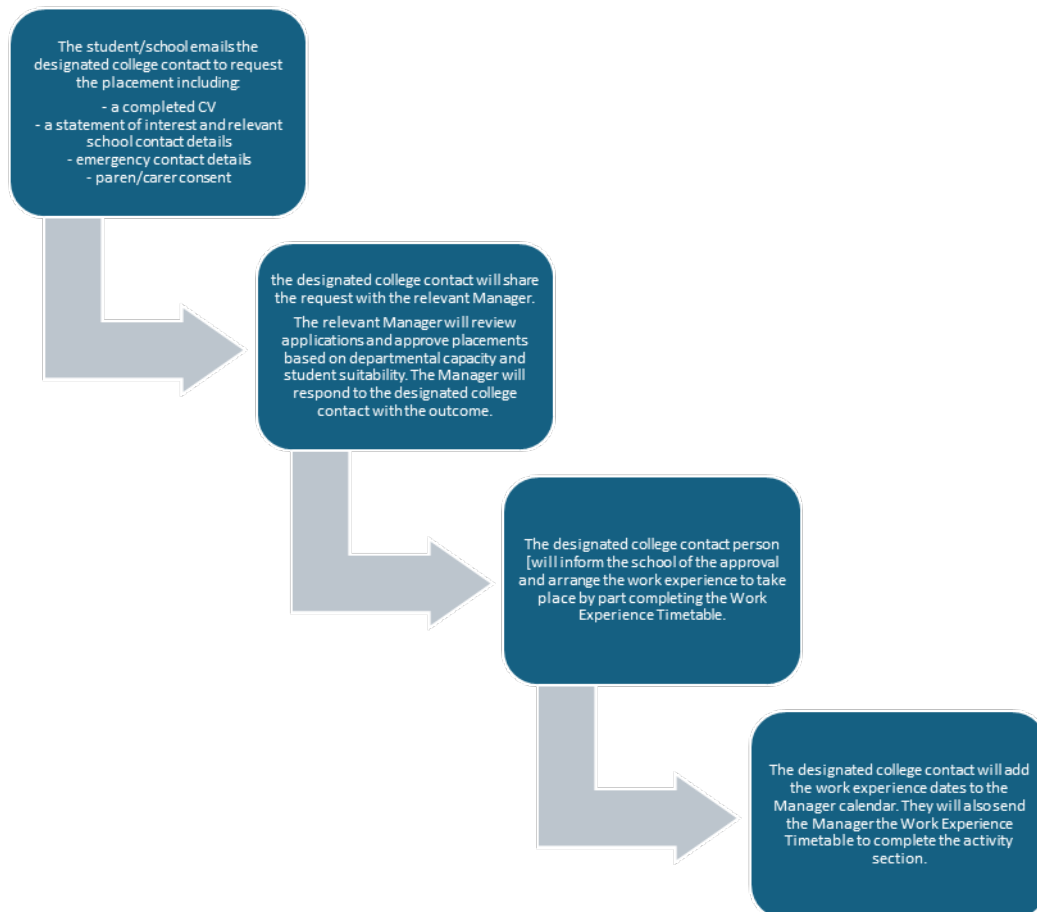 The student/school emails the
designated college contact to request
the placement including:
- a completed CV
- a statement of interest and relevant
school contact details
- emergency contact details
- paren/carer consent
the designated college contact will share
the request with the relevant Manager.
The relevant Manager will review
applications and approve placements
based on departmental capacity and
student suitability. The Manager will
respond to the designated college
contact with the outcome.
The designated college contact person
[will inform the school of the approval
and arrange the work experience to take
place by part completing the Work
Experience Timetable.
The designated college contact will add
the work experience dates to the
Manager calendar. They will also send
the Manager the Work Experience
Timetable to complete the activity
section.